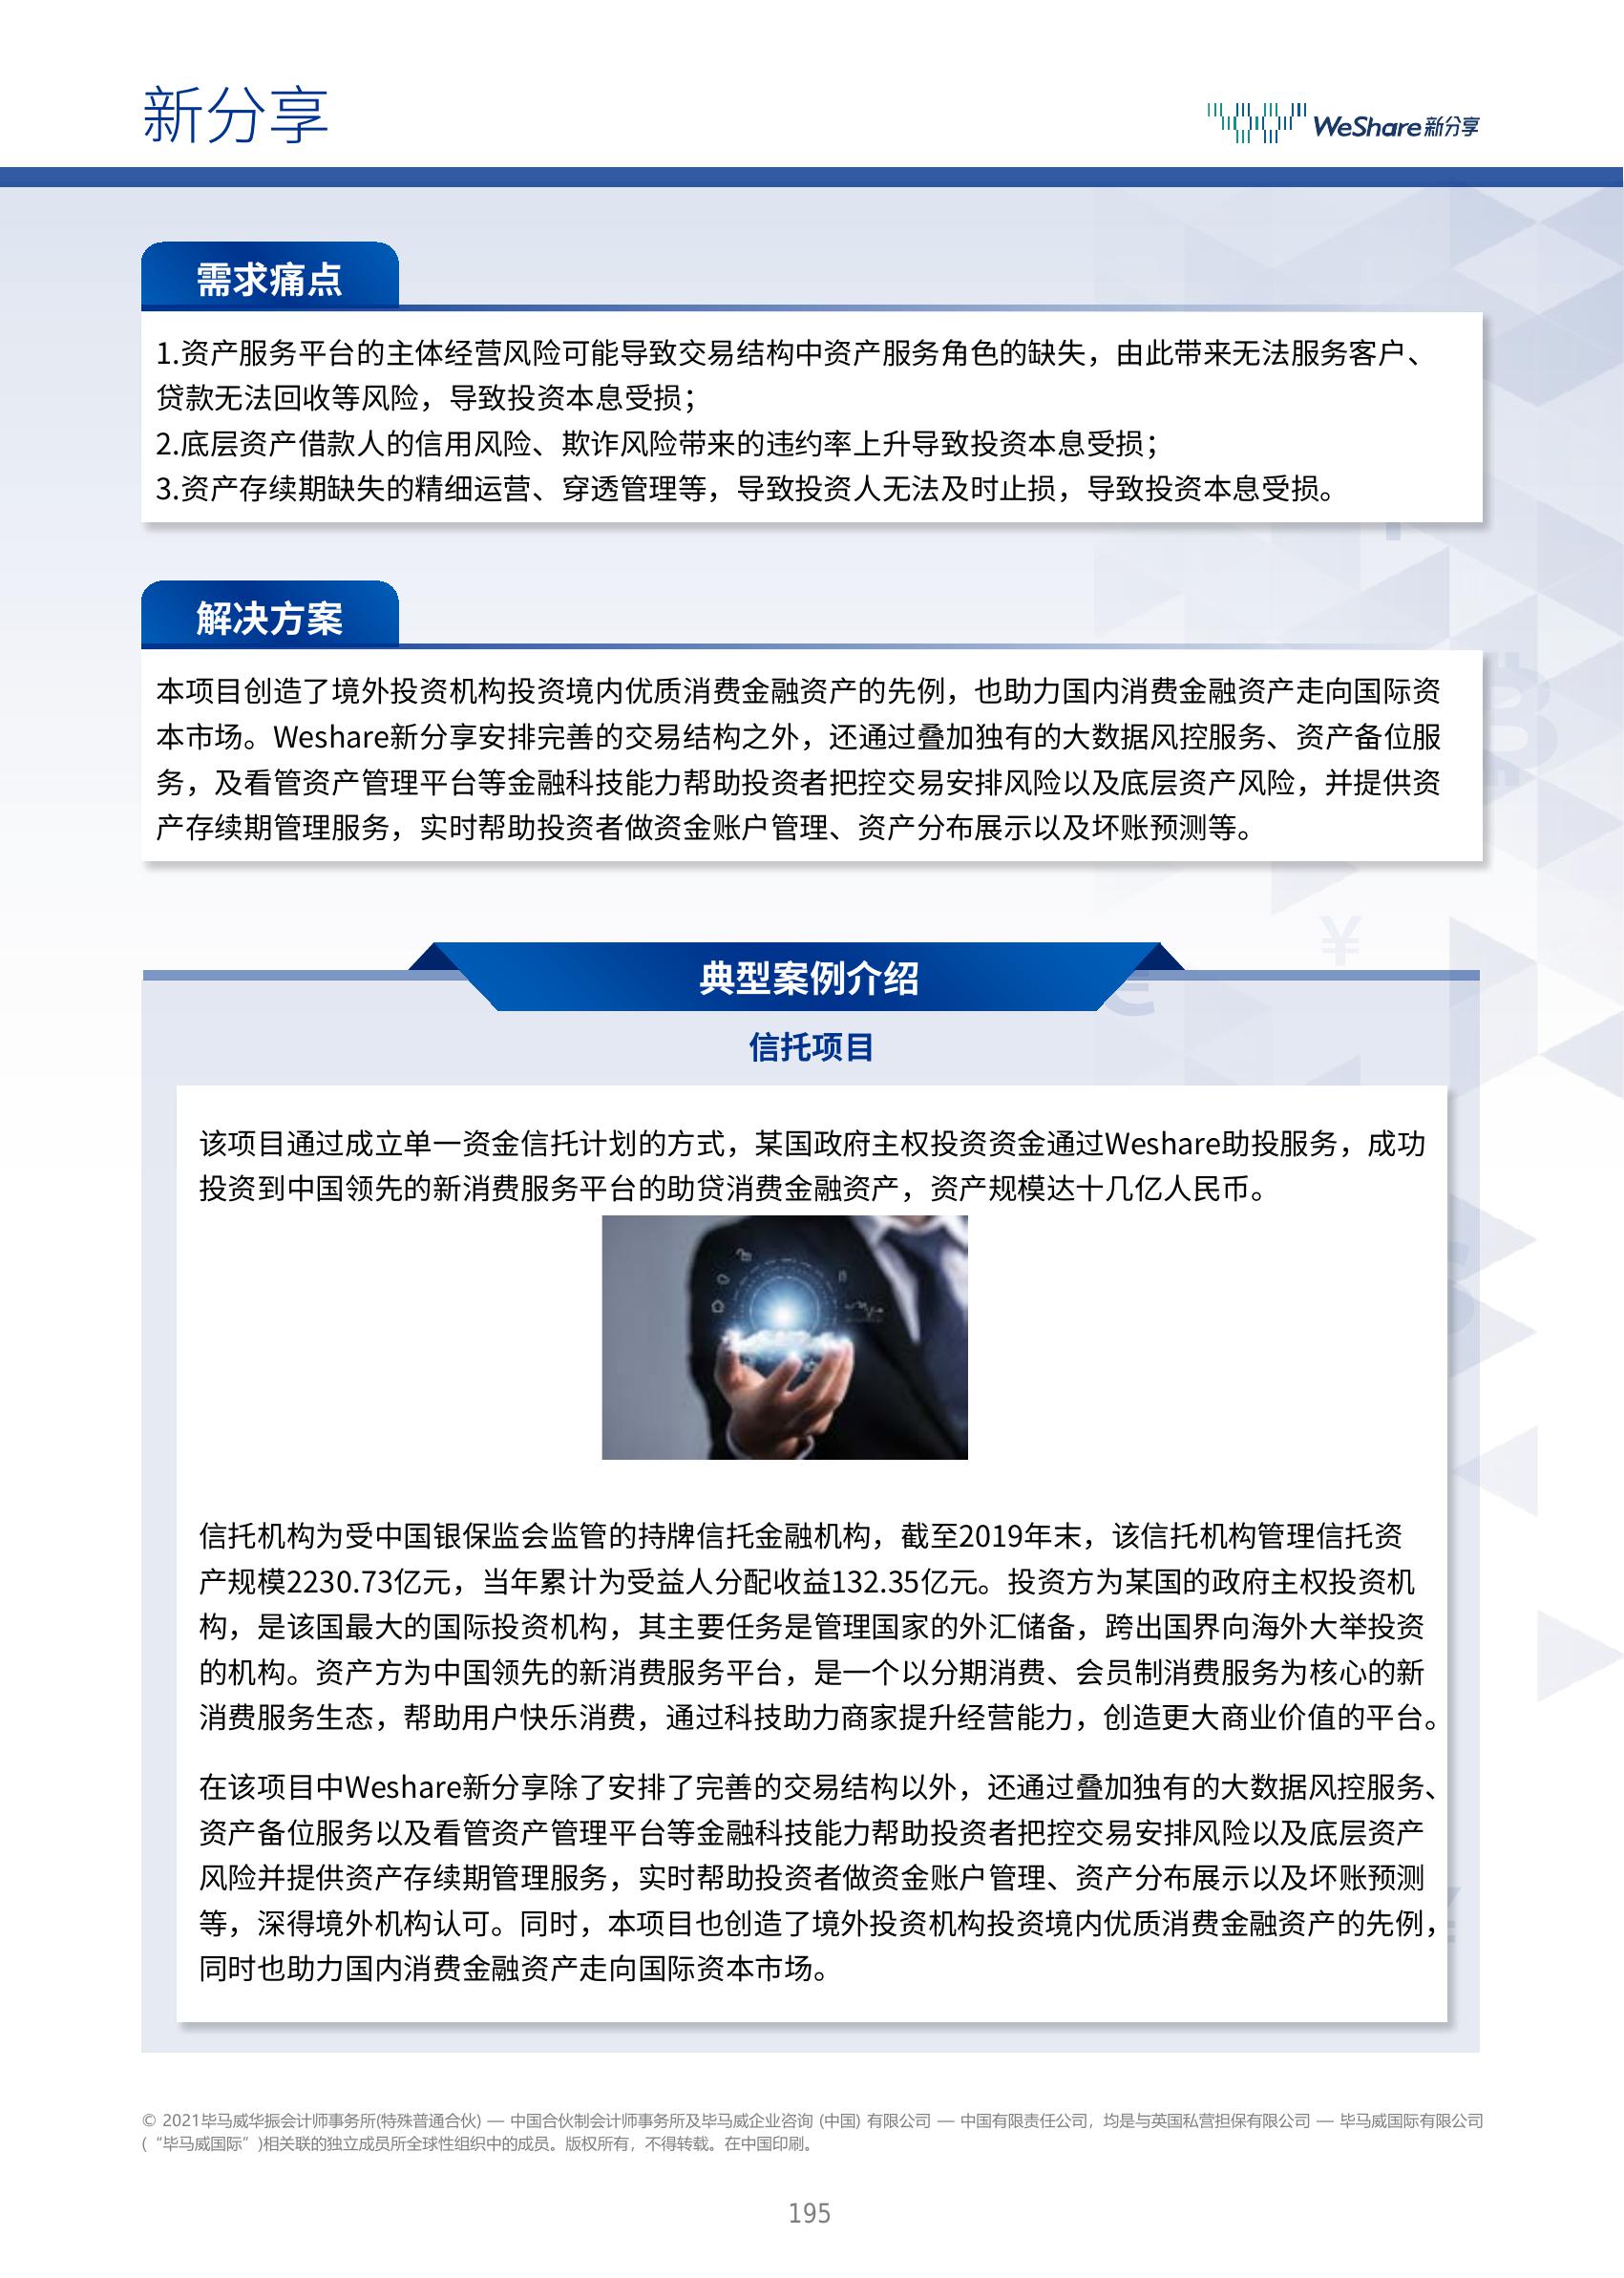 新分享
WeShare新分享
需求痛点
1.资产服务平台的主体经营风险可能导致交易结构中资产服务角色的缺失，由此带来无法服务客户、
贷款无法回收等风险，导致投资本息受损；
2.底层资产借款人的信用风险、欺诈风险带来的违约率上升导致投资本息受损；
3.资产存续期缺失的精细运营、穿透管理等，导致投资人无法及时止损，导致投资本息受损。
解决方案
本项目创造了境外投资机构投资境内优质消费金融资产的先例，也助力国内消费金融资产走向国际资
本市场。Weshare新分享安排完善的交易结构之外，还通过叠加独有的大数据风控服务、资产备位服
务，及看管资产管理平台等金融科技能力帮助投资者把控交易安排风险以及底层资产风险，并提供资
产存续期管理服务，实时帮助投资者做资金账户管理、资产分布展示以及坏账预测等。
典型案例介绍
信托项目
该项目通过成立单一资金信托计划的方式，某国政府主权投资资金通过Weshare助投服务，成功
投资到中国领先的新消费服务平台的助贷消费金融资产，资产规模达十几亿人民币。
信托机构为受中国银保监会监管的持牌信托金融机构，截至2019年末，该信托机构管理信托资
产规模2230.73亿元，当年累计为受益人分配收益132.35亿元。投资方为某国的政府主权投资机
构，是该国最大的国际投资机构，其主要任务是管理国家的外汇储备，跨出国界向海外大举投资
的机构。资产方为中国领先的新消费服务平台，是一个以分期消费、会员制消费服务为核心的新
消费服务生态，帮助用户快乐消费，通过科技助力商家提升经营能力，创造更大商业价值的平台。
在该项目中Weshare新分享除了安排了完善的交易结构以外，还通过叠加独有的大数据风控服务、
资产备位服务以及看管资产管理平台等金融科技能力帮助投资者把控交易安排风险以及底层资产
风险并提供资产存续期管理服务，实时帮助投资者做资金账户管理、资产分布展示以及坏账预测
等，深得境外机构认可。同时，本项目也创造了境外投资机构投资境内优质消费金融资产的先例，
同时也助力国内消费金融资产走向国际资本市场。
© 2021毕马威华振会计师事务所(特殊普通合伙) — 中国合伙制会计师事务所及毕马威企业咨询 (中国) 有限公司 — 中国有限责任公司，均是与英国私营担保有限公司 — 毕马威国际有限公司
(“毕马威国际”)相关联的独立成员所全球性组织中的成员。版权所有，不得转载。在中国印刷。
195